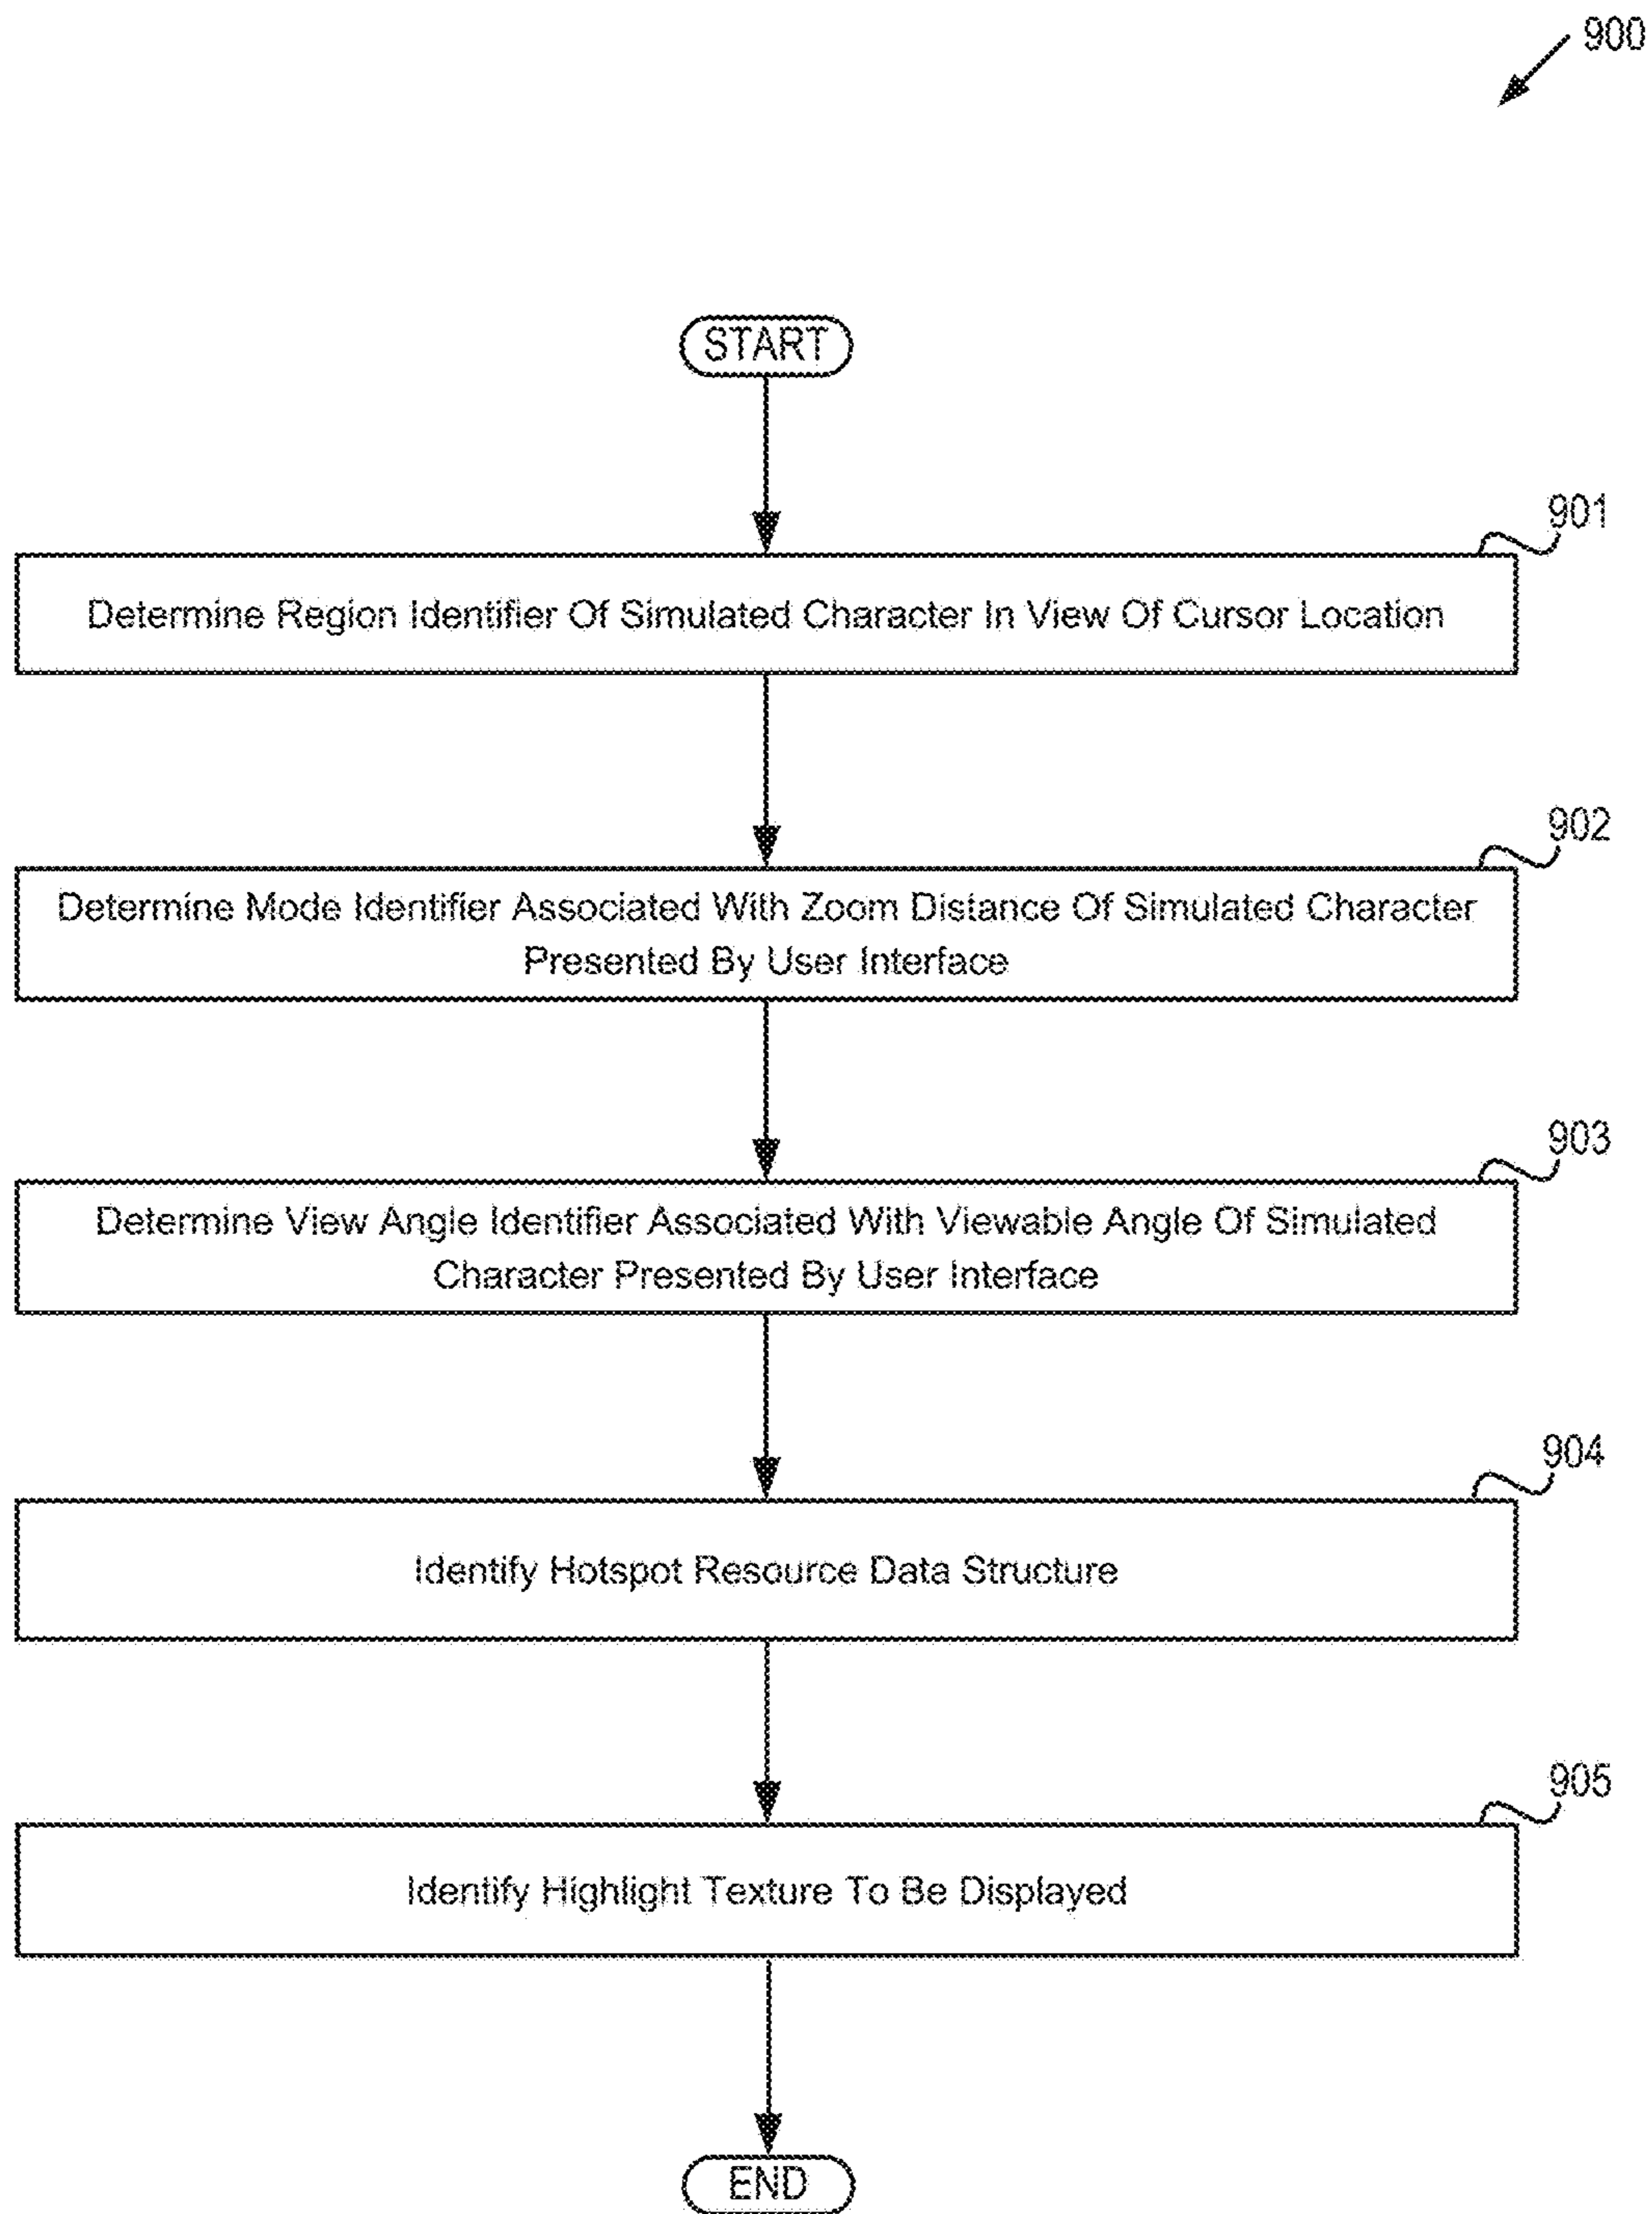 900
START
901
Determine Region Identifier Of Simulated Character In View Of Cursor Location
902
Determine Mode Identifier Associated With Zoom Distance Of Simulated Character
Presented By User Interface
903
Determine View Angle Identifier Associated With Viewable Angle Of Simulated
Character Presented By User Interface
904
Identify Hotspot Resource Data Structure
905
Identify Highlight Texture To Be Displayed
END